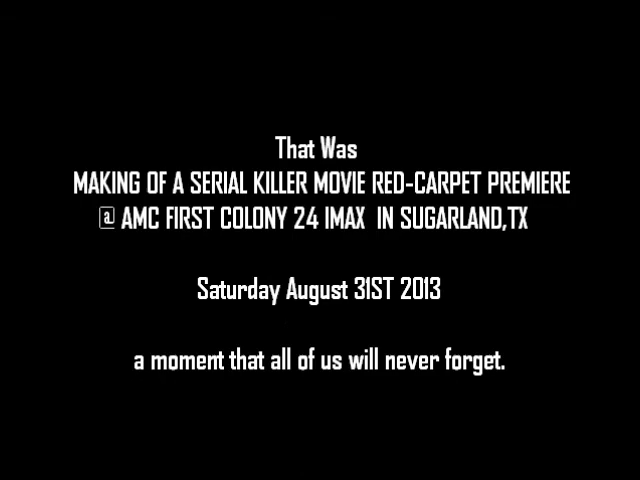 That Was
MAKING OF A SERIAL KILLER MOVIE RED-CARPET PREMIERE
@ AMC FIRST COLONY 24 IMAX IN SUGARLAND,TX
Saturday August 31ST 2013
a moment that all of us will never forget.